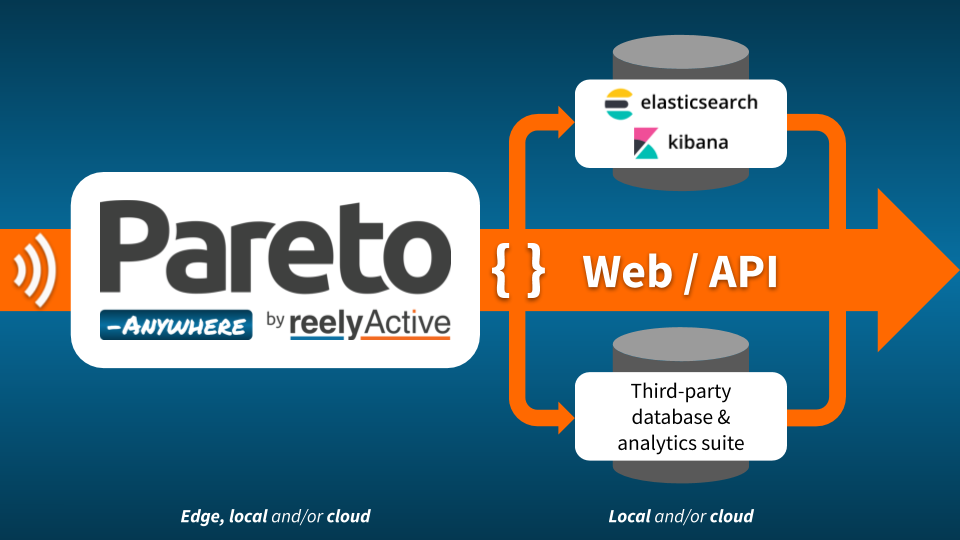 Pareto
-ANYWHERE by reelyActive
{ } Web / API
elasticsearch
kibana
Third-party
database &
analytics suite
Edge, local and/or cloud
Local and/or cloud